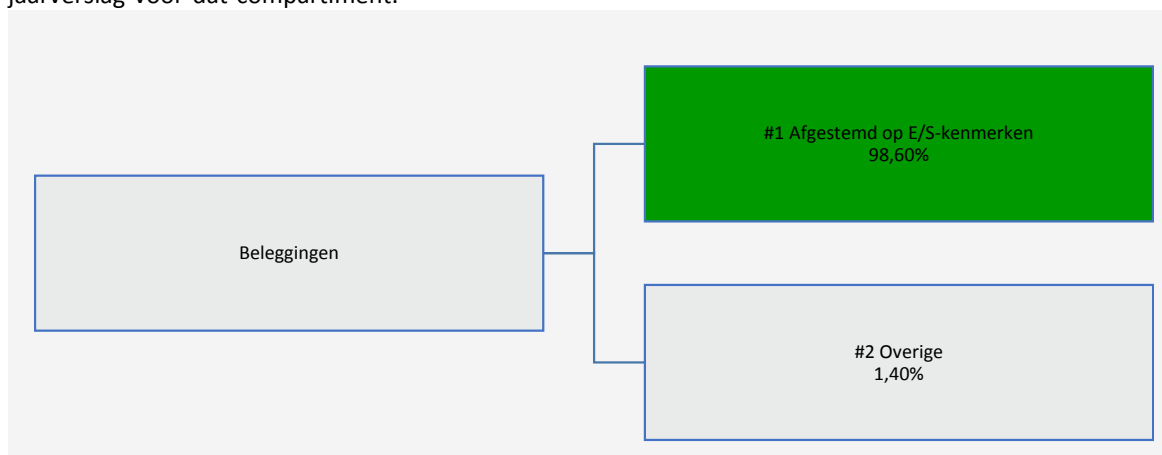 jaarverslag voor dat compartiment.
#1 Afgestemd op E/S-kenmerken
98,60%
Beleggingen
#2 Overige
1,40%